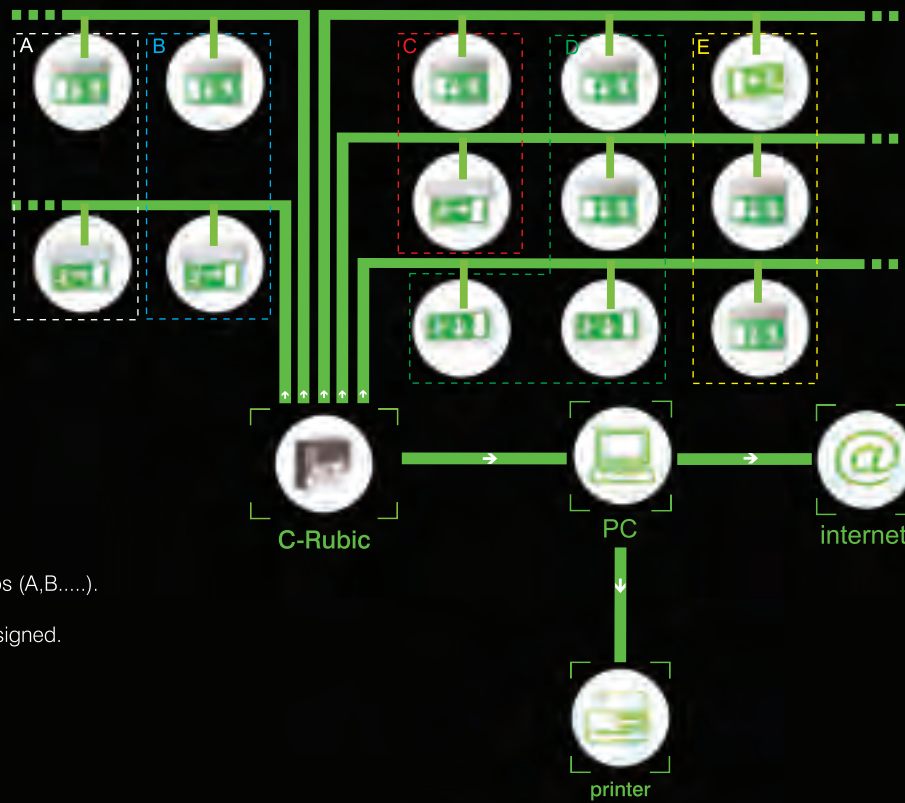 A B C D E
C-Rubic
PC
internet
s (A,B.....).
signed.
printer